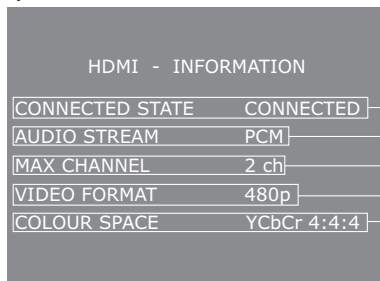 HDMI - INFORMATION
CONNECTED STATE CONNECTED
AUDIO STREAM PCM
MAX CHANNEL 2 ch
VIDEO FORMAT 480p
COLOUR SPACE YCbCr 4:4:4